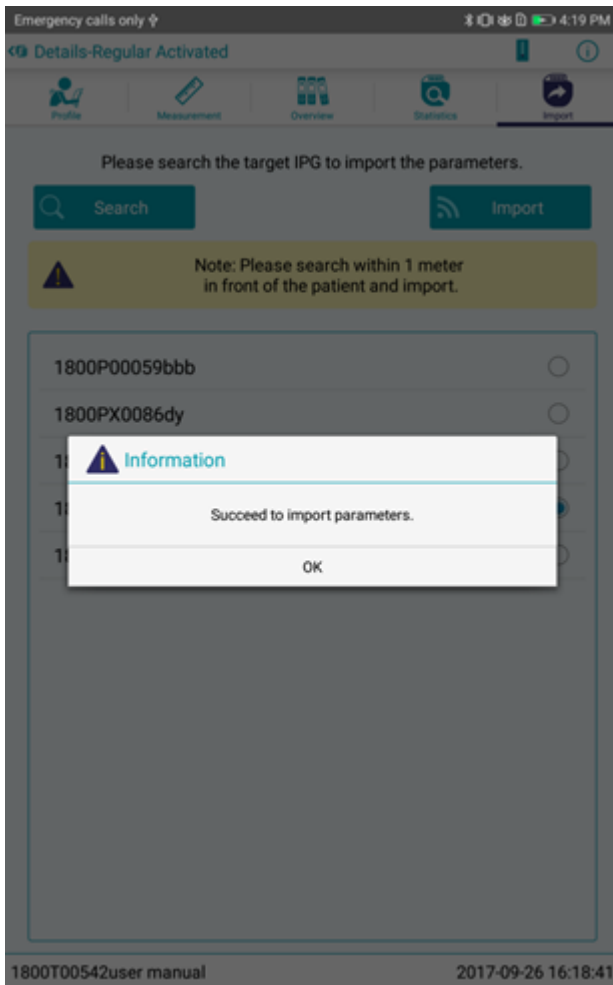 Emergency calls only
4:19 PM
Details-Regular Activated
Profile
Measurement
Overview
Statistics
Import
Please search the target IPG to import the parameters.
Search
Import
Note: Please search within 1 meter
in front of the patient and import.
1800P00059bbb
1800PX0086dy
Information
Succeed to import parameters.
OK
1800T00542user manual
2017-09-26 16:18:41